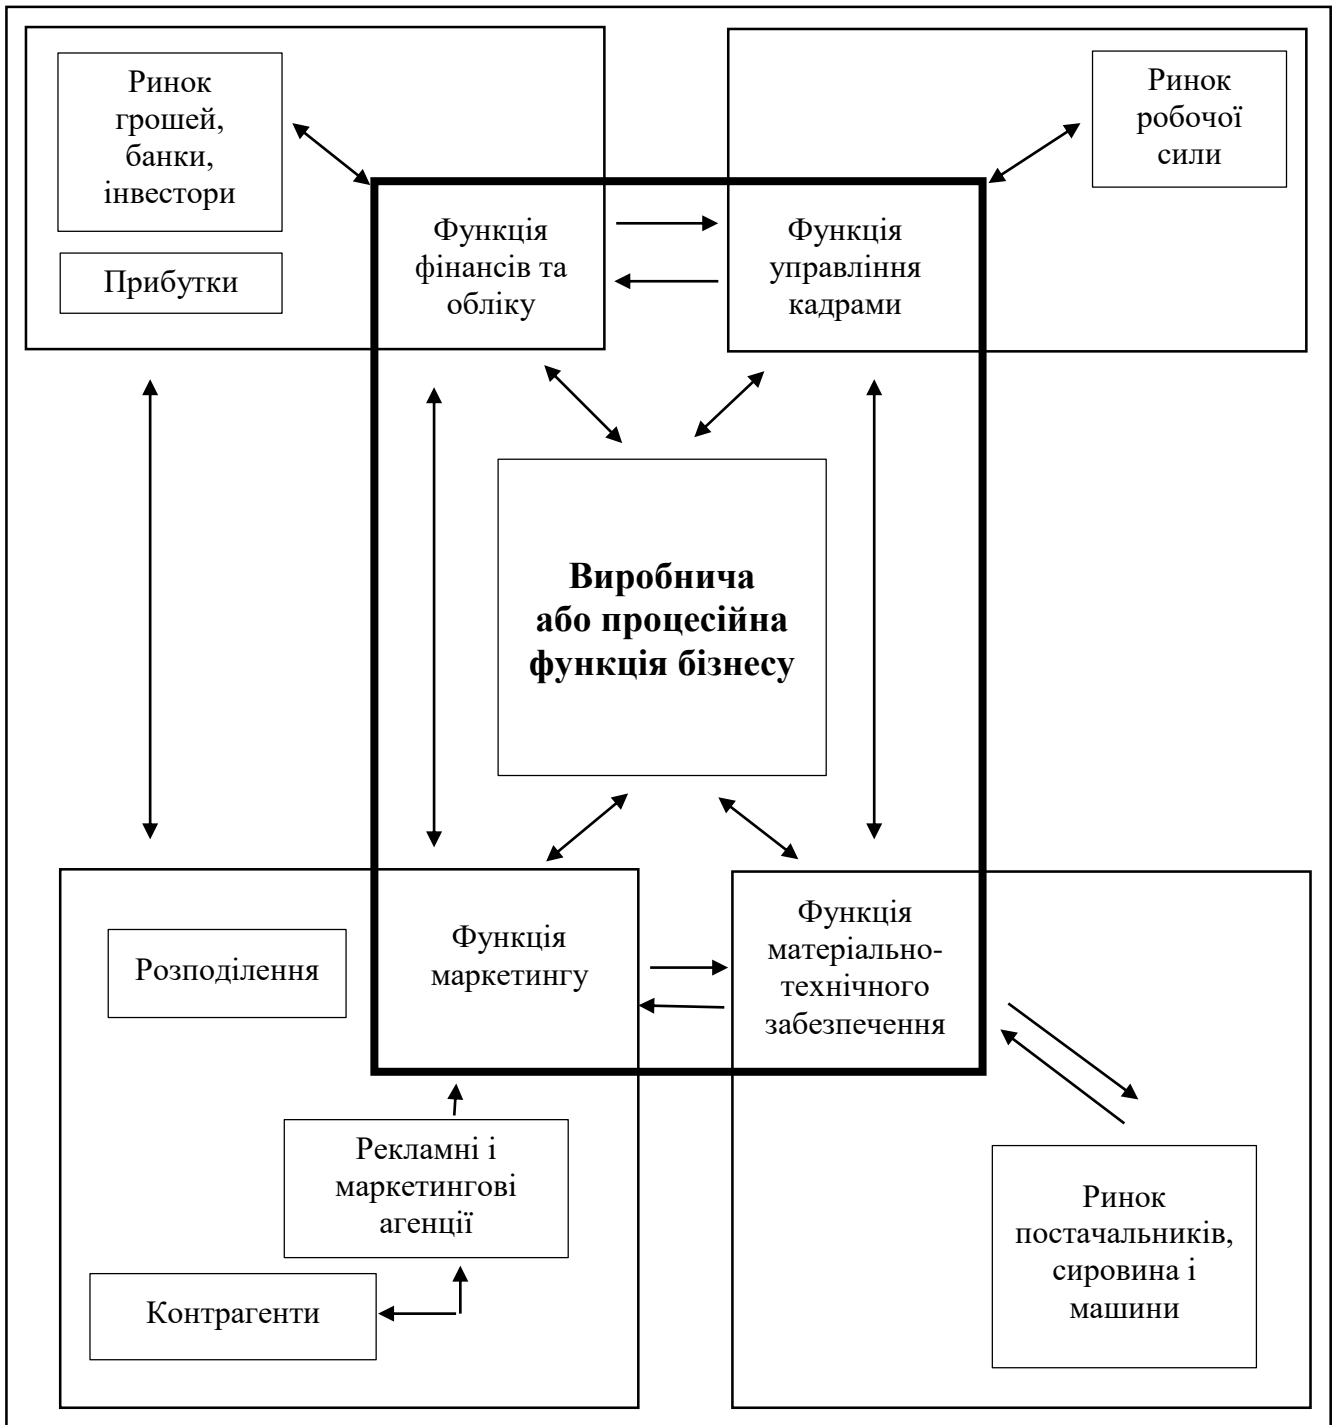 Ринок
грошей,
банки,
інвестори
Прибутки
Функція
фінансів та
обліку
Функція
управління
кадрами
Ринок
робочої
сили
Виробнича
або процесійна
функція бізнесу
Розподілення
Функція
маркетингу
Функція
матеріально-
технічного
забезпечення
Рекламні і
маркетингові
агенції
Контрагенти
Ринок
постачальників,
сировина і
машини